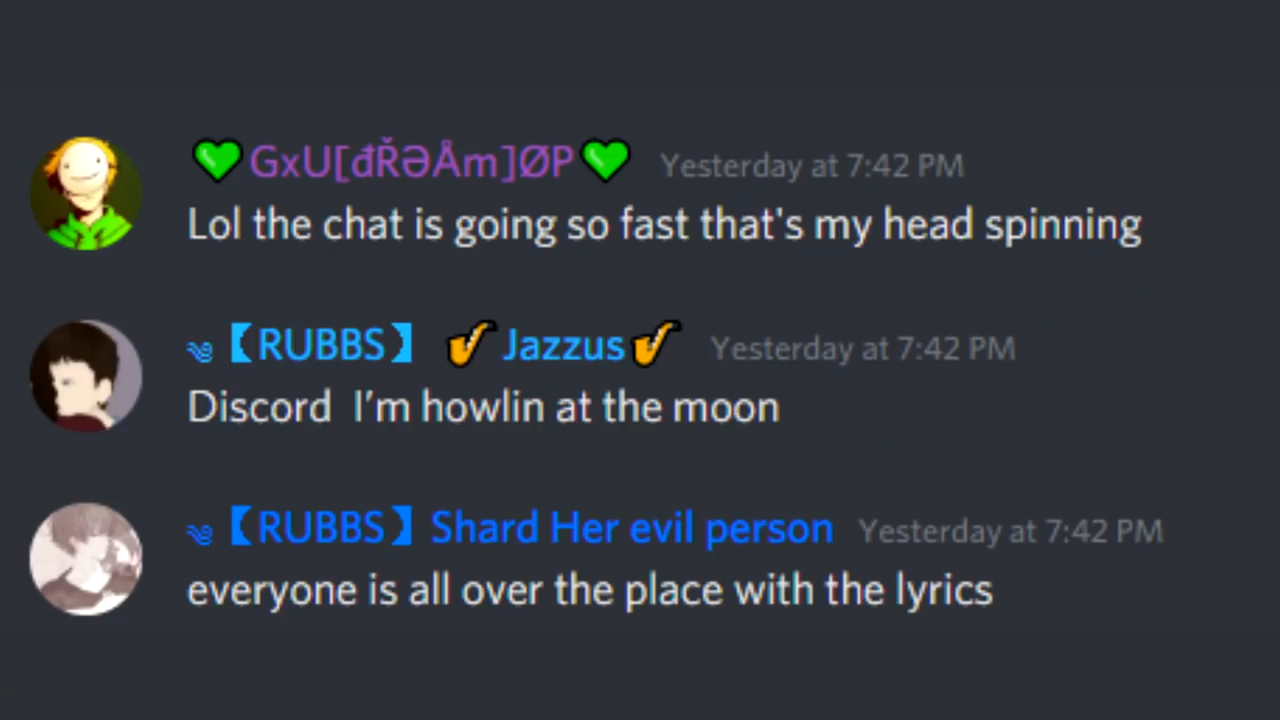 💚GxU[đŘƏÅm]ØP💚 Yesterday at 7:42 PM
Lol the chat is going so fast that's my head spinning
༄【RUBBS】 🎷Jazzus🎷 Yesterday at 7:42 PM
Discord  I’m howlin at the moon
༄【RUBBS】 Shard Her evil person Yesterday at 7:42 PM
everyone is all over the place with the lyrics